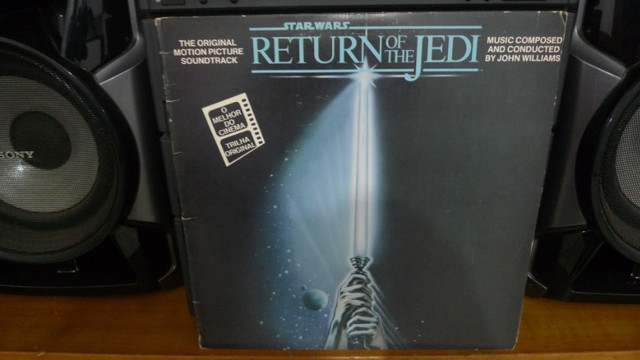 THE ORIGINAL
MOTION PICTURE
SOUNDTRACK
STAR WARS
RETURN OF THE JEDI
MUSIC COMPOSED
AND CONDUCTED
BY JOHN WILLIAMS
O
MELHOR
DO
CINEMA
TRILHA
ORIGINAL
SONY